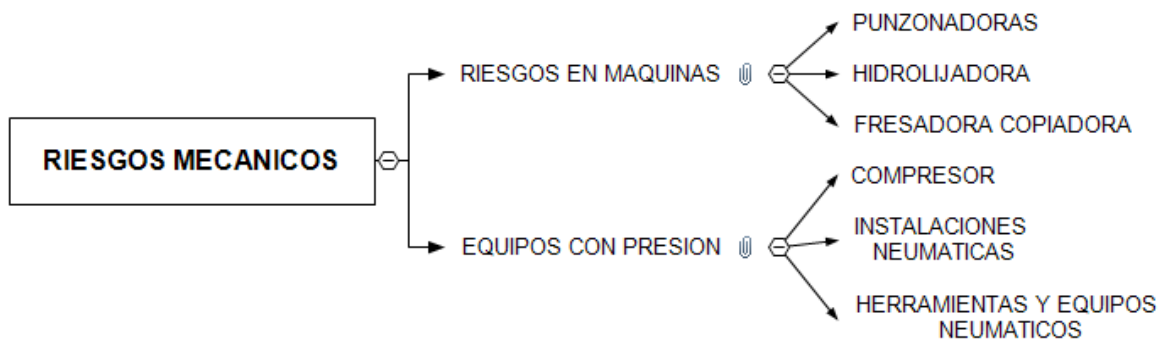 RIESGOS MECANICOS
RIESGOS EN MAQUINAS
PUNZONADORAS
HIDROLIJADORA
FRESADORA COPIADORA
EQUIPOS CON PRESION
COMPRESOR
INSTALACIONES
NEUMATICAS
HERRAMIENTAS Y EQUIPOS
NEUMATICOS